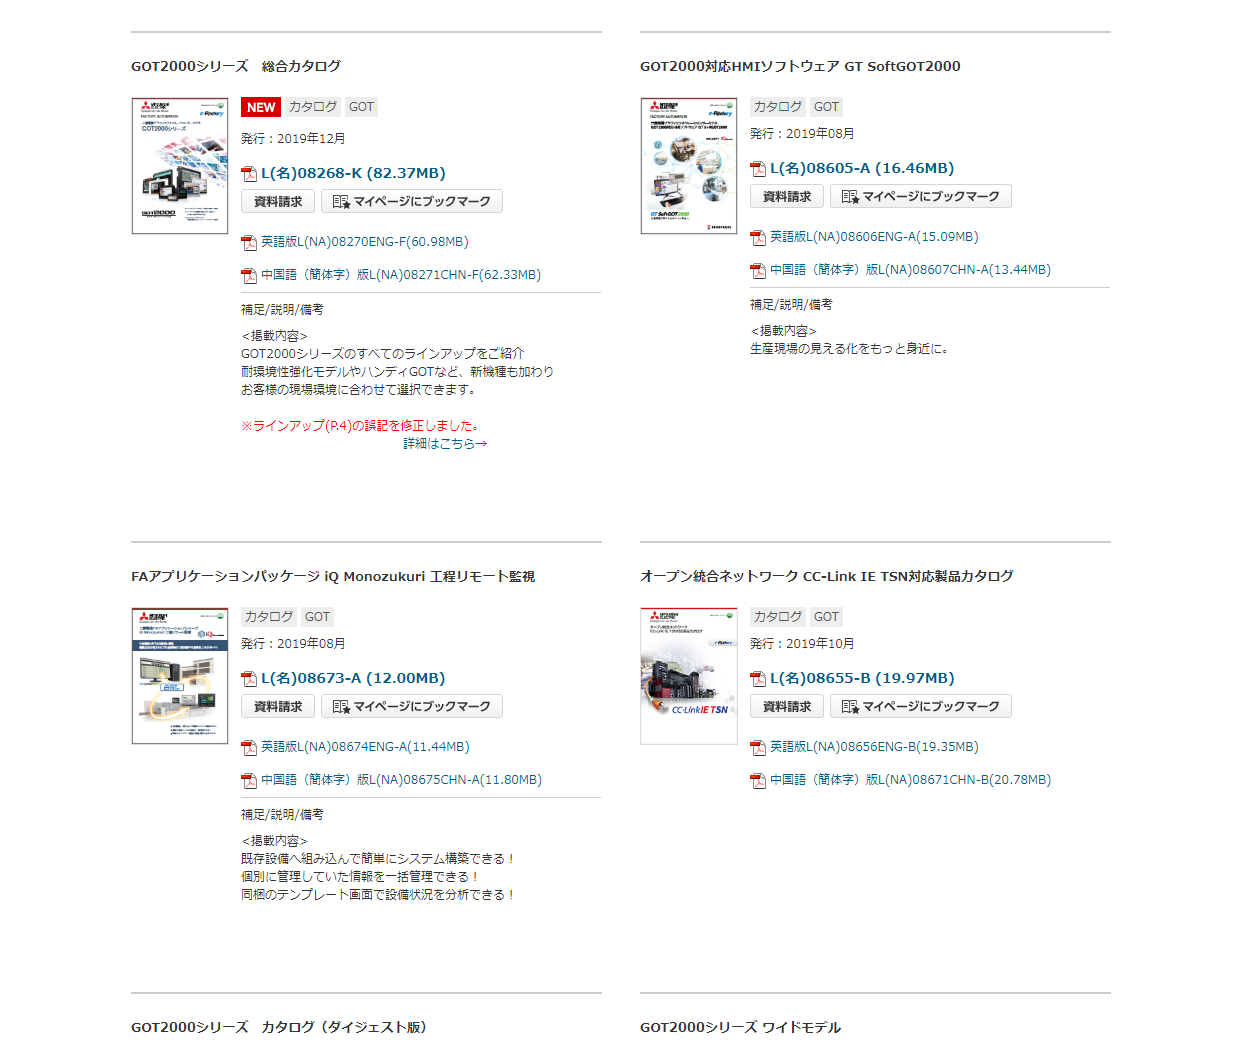 GOT2000シリーズ　総合カタログ
NEW カタログ GOT
発行：2019年12月
L(名)08268-K (82.37MB)
資料請求 マイページにブックマーク
英語版L(NA)08270ENG-F(60.98MB)
中国語（簡体字）版L(NA)08271CHN-F(62.33MB)
補足/説明/備考
<掲載内容>
GOT2000シリーズのすべてのラインアップをご紹介
耐環境性強化モデルやハンディGOTなど、新機種も加わり
お客様の現場環境に合わせて選択できます。
※ラインアップ(P.4)の誤記を修正しました。
詳細はこちら→
GOT2000対応HMIソフトウェア GT SoftGOT2000
カタログ GOT
発行：2019年08月
L(名)08605-A (16.46MB)
資料請求 マイページにブックマーク
英語版L(NA)08606ENG-A(15.09MB)
中国語（簡体字）版L(NA)08607CHN-A(13.44MB)
補足/説明/備考
<掲載内容>
生産現場の見える化をもっと身近に。
FAアプリケーションパッケージ iQ Monozukuri 工程リモート監視
カタログ GOT
発行：2019年08月
L(名)08673-A (12.00MB)
資料請求 マイページにブックマーク
英語版L(NA)08674ENG-A(11.44MB)
中国語（簡体字）版L(NA)08675CHN-A(11.80MB)
補足/説明/備考
<掲載内容>
既存設備へ組み込んで簡単にシステム構築できる！
個別に管理していた情報を一括管理できる！
同梱のテンプレート画面で設備状況を分析できる！
オープン統合ネットワーク CC-Link IE TSN対応製品カタログ
CC-Link IE TSN
カタログ GOT
発行：2019年10月
L(名)08655-B (19.97MB)
資料請求 マイページにブックマーク
英語版L(NA)08656ENG-B(19.35MB)
中国語（簡体字）版L(NA)08671CHN-B(20.78MB)
GOT2000シリーズ　カタログ（ダイジェスト版）
GOT2000シリーズ ワイドモデル